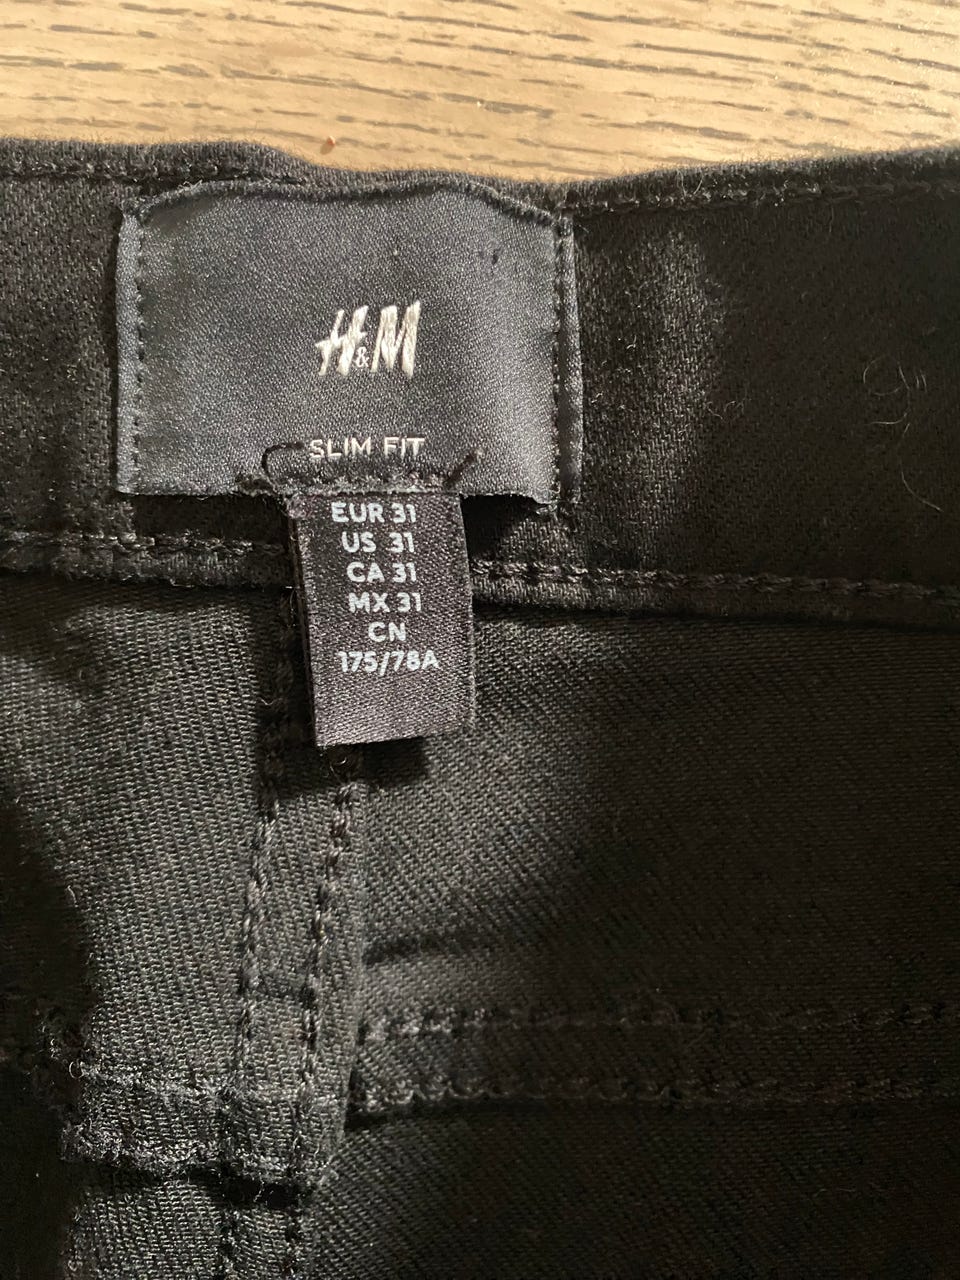 H&M
SLIM FIT
EUR 31
US 31
CA 31
MX 31
CN
175/78A